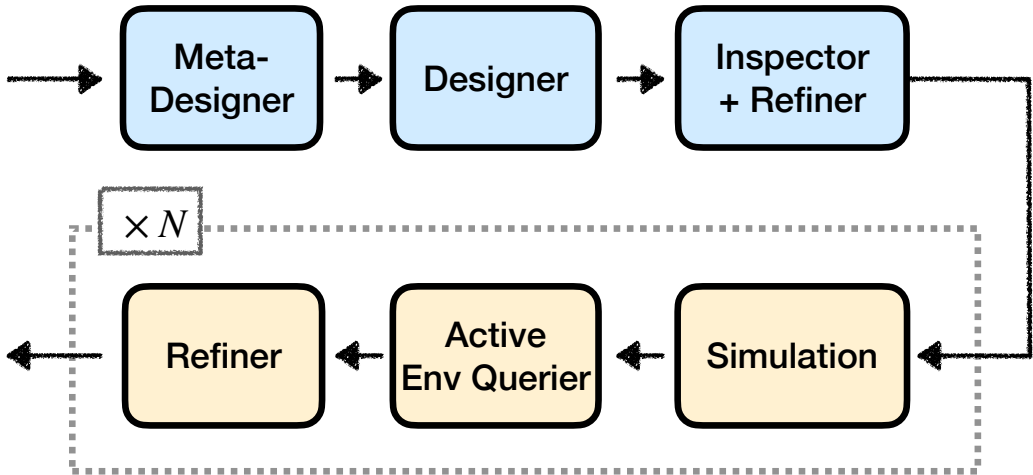 Meta-
Designer
Designer
Inspector
+ Refiner
× N
Refiner
Active
Env Querier
Simulation